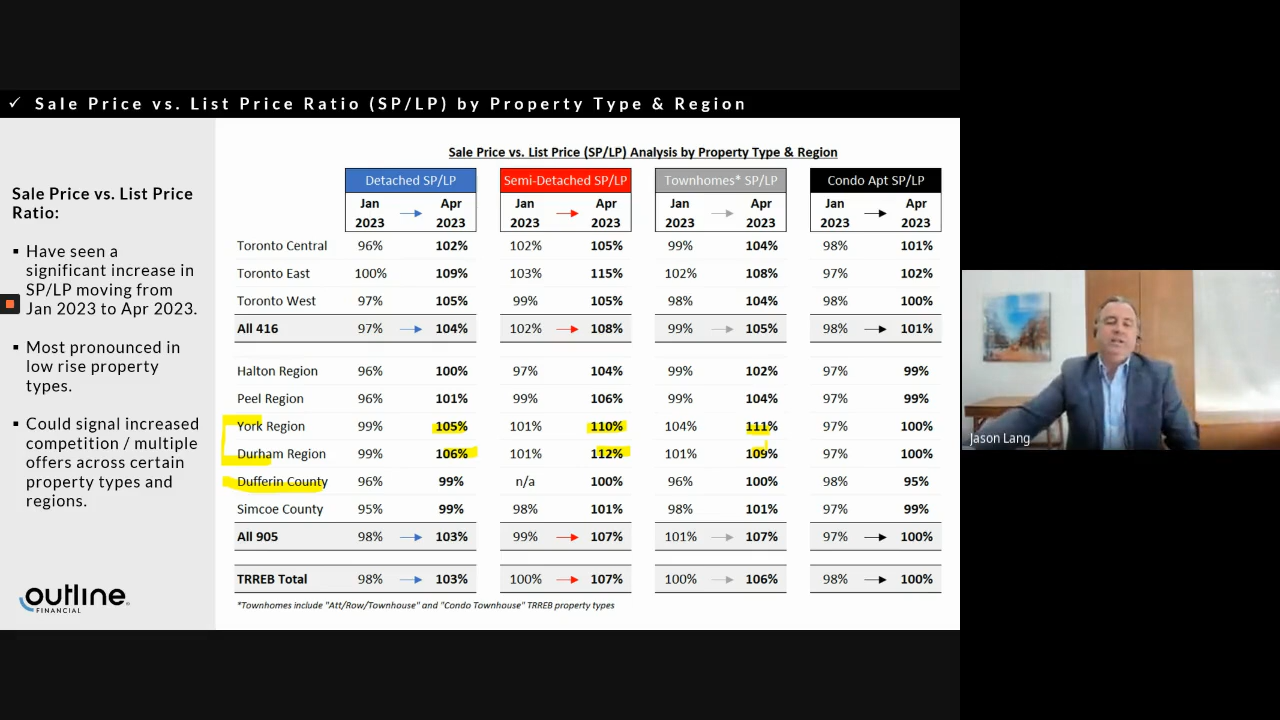 ✓ Sale Price vs. List Price Ratio (SP/LP) by Property Type & Region
Sale Price vs. List Price
Ratio:
▪ Have seen a
significant increase in
SP/LP moving from
Jan 2023 to Apr 2023.
▪ Most pronounced in
low rise property
types.
▪ Could signal increased
competition / multiple
offers across certain
property types and
regions.
outline
FINANCIAL
Sale Price vs. List Price (SP/LP) Analysis by Property Type & Region
Detached SP/LP Semi-Detached SP/LP Townhomes* SP/LP Condo Apt SP/LP
Jan Apr Jan Apr Jan Apr Jan Apr
2023 2023 2023 2023 2023 2023 2023 2023
Toronto Central 96% 102% 102% 105% 99% 104% 98% 101%
Toronto East 100% 109% 103% 115% 102% 108% 97% 102%
Toronto West 97% 105% 99% 105% 98% 104% 98% 100%
All 416 97% 104% 102% 108% 99% 105% 98% 101%
Halton Region 96% 100% 97% 104% 99% 102% 97% 99%
Peel Region 96% 101% 99% 106% 99% 104% 97% 99%
York Region 99% 105% 101% 110% 104% 111% 97% 100%
Durham Region 99% 106% 101% 112% 101% 109% 97% 100%
Dufferin County 96% 99% n/a 100% 96% 100% 98% 95%
Simcoe County 95% 99% 98% 101% 98% 101% 97% 99%
All 905 98% 103% 99% 107% 101% 107% 97% 100%
TRREB Total 98% 103% 100% 107% 100% 106% 98% 100%
*Townhomes include "Att/Row/Townhouse" and "Condo Townhouse" TRREB property types
Jason Lang